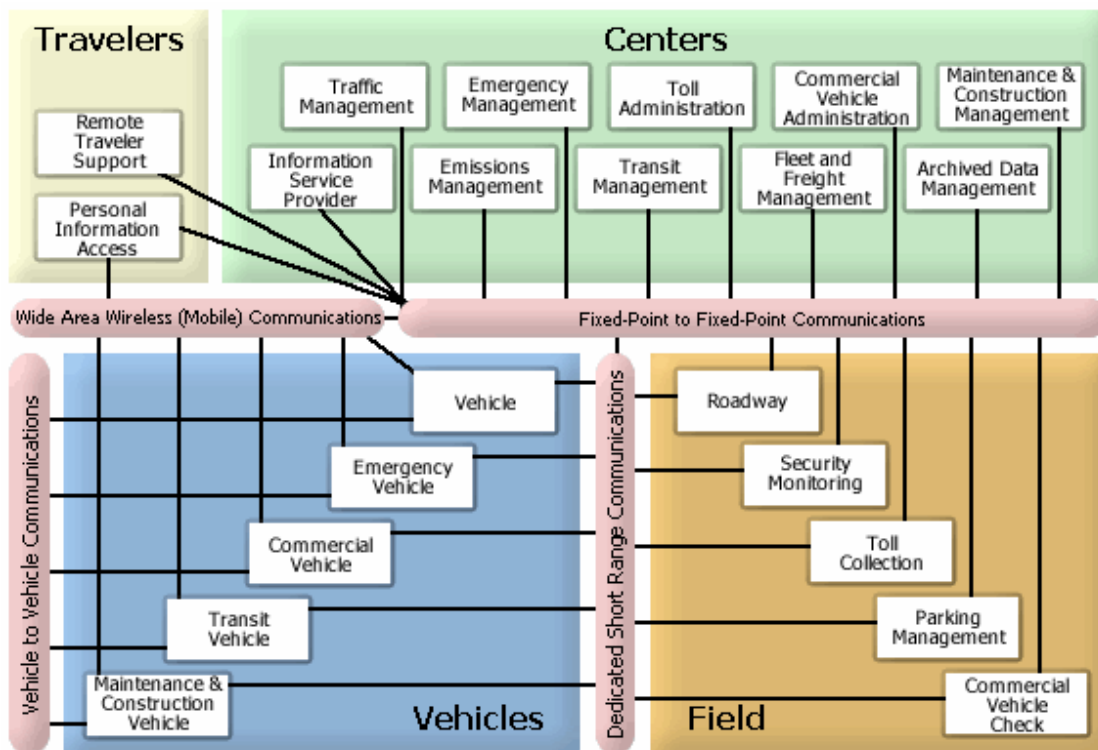 Travelers
Centers
Traffic
Management
Emergency
Management
Toll
Administration
Commercial
Vehicle
Administration
Maintenance &
Construction
Management
Remote
Traveler
Support
Information
Service
Provider
Emissions
Management
Transit
Management
Fleet and
Freight
Management
Archived Data
Management
Personal
Information
Access
Wide Area Wireless (Mobile) Communications
Fixed-Point to Fixed-Point Communications
Vehicle to Vehicle Communications
Vehicle
Emergency
Vehicle
Commercial
Vehicle
Transit
Vehicle
Maintenance &
Construction
Vehicle
Vehicles
Dedicated Short Range Communications
Roadway
Security
Monitoring
Toll
Collection
Parking
Management
Commercial
Vehicle
Check
Field